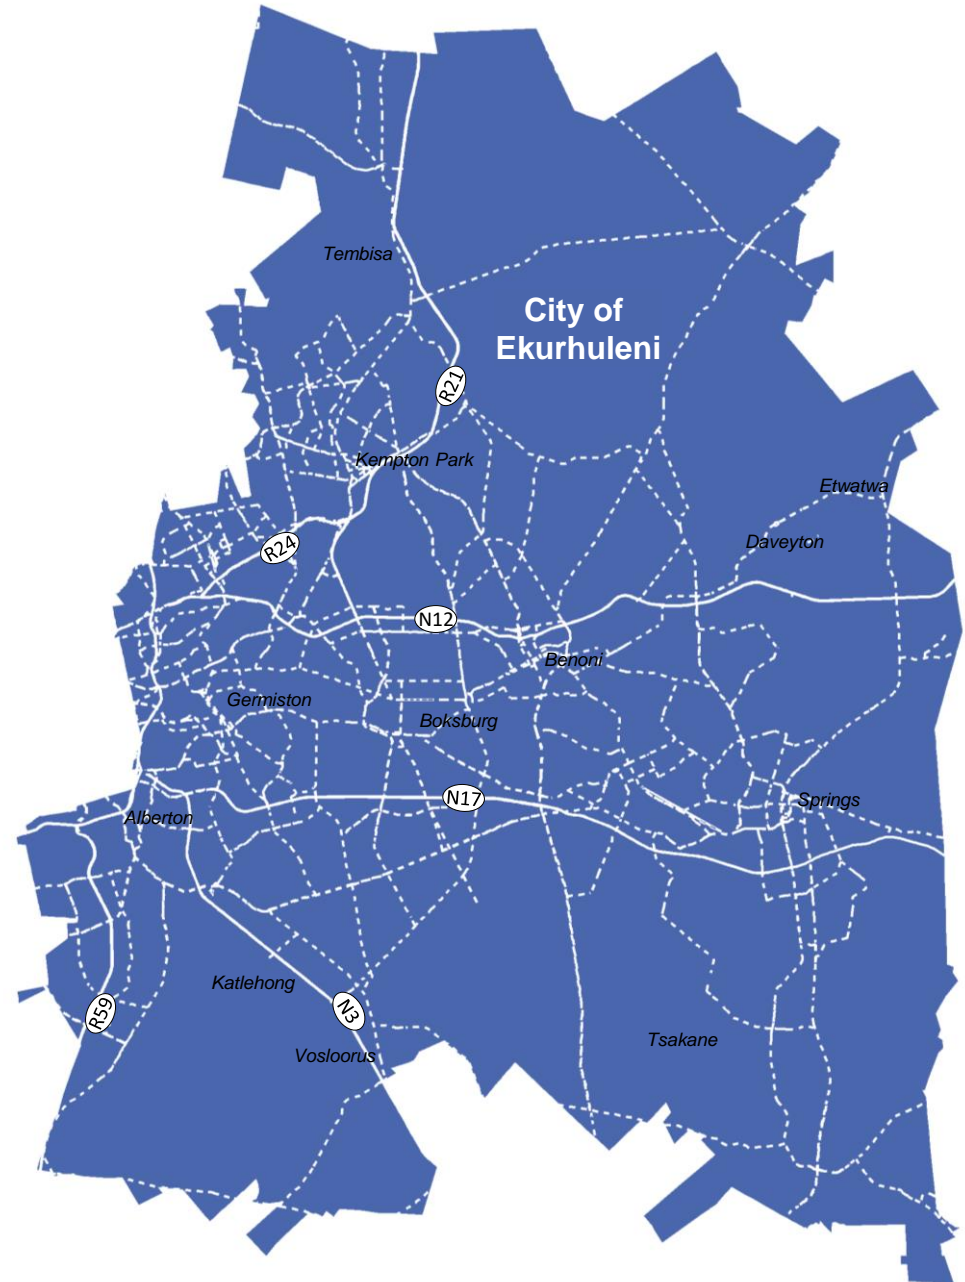 Tembisa
City of
Ekurhuleni
R21
Kempton Park
Etwatwa
Daveyton
R24
N12
Benoni
Germiston
Boksburg
N17
Springs
Alberton
Katlehong
R59
N3
Tsakane
Vosloorus